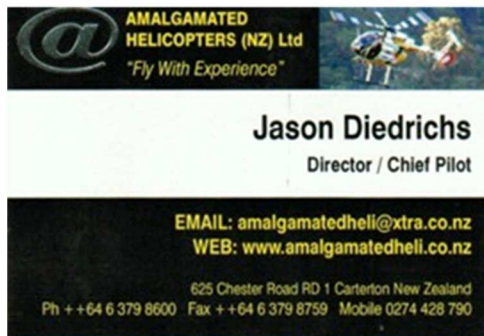 @ AMALGAMATED
HELICOPTERS (NZ) Ltd
"Fly With Experience"
Jason Diedrichs
Director / Chief Pilot
EMAIL: amalgamatedheli@xtra.co.nz
WEB: www.amalgamatedheli.co.nz
625 Chester Road RD 1 Carterton New Zealand
Ph ++64 6 379 8600 Fax ++64 6 379 8759 Mobile 0274 428 790